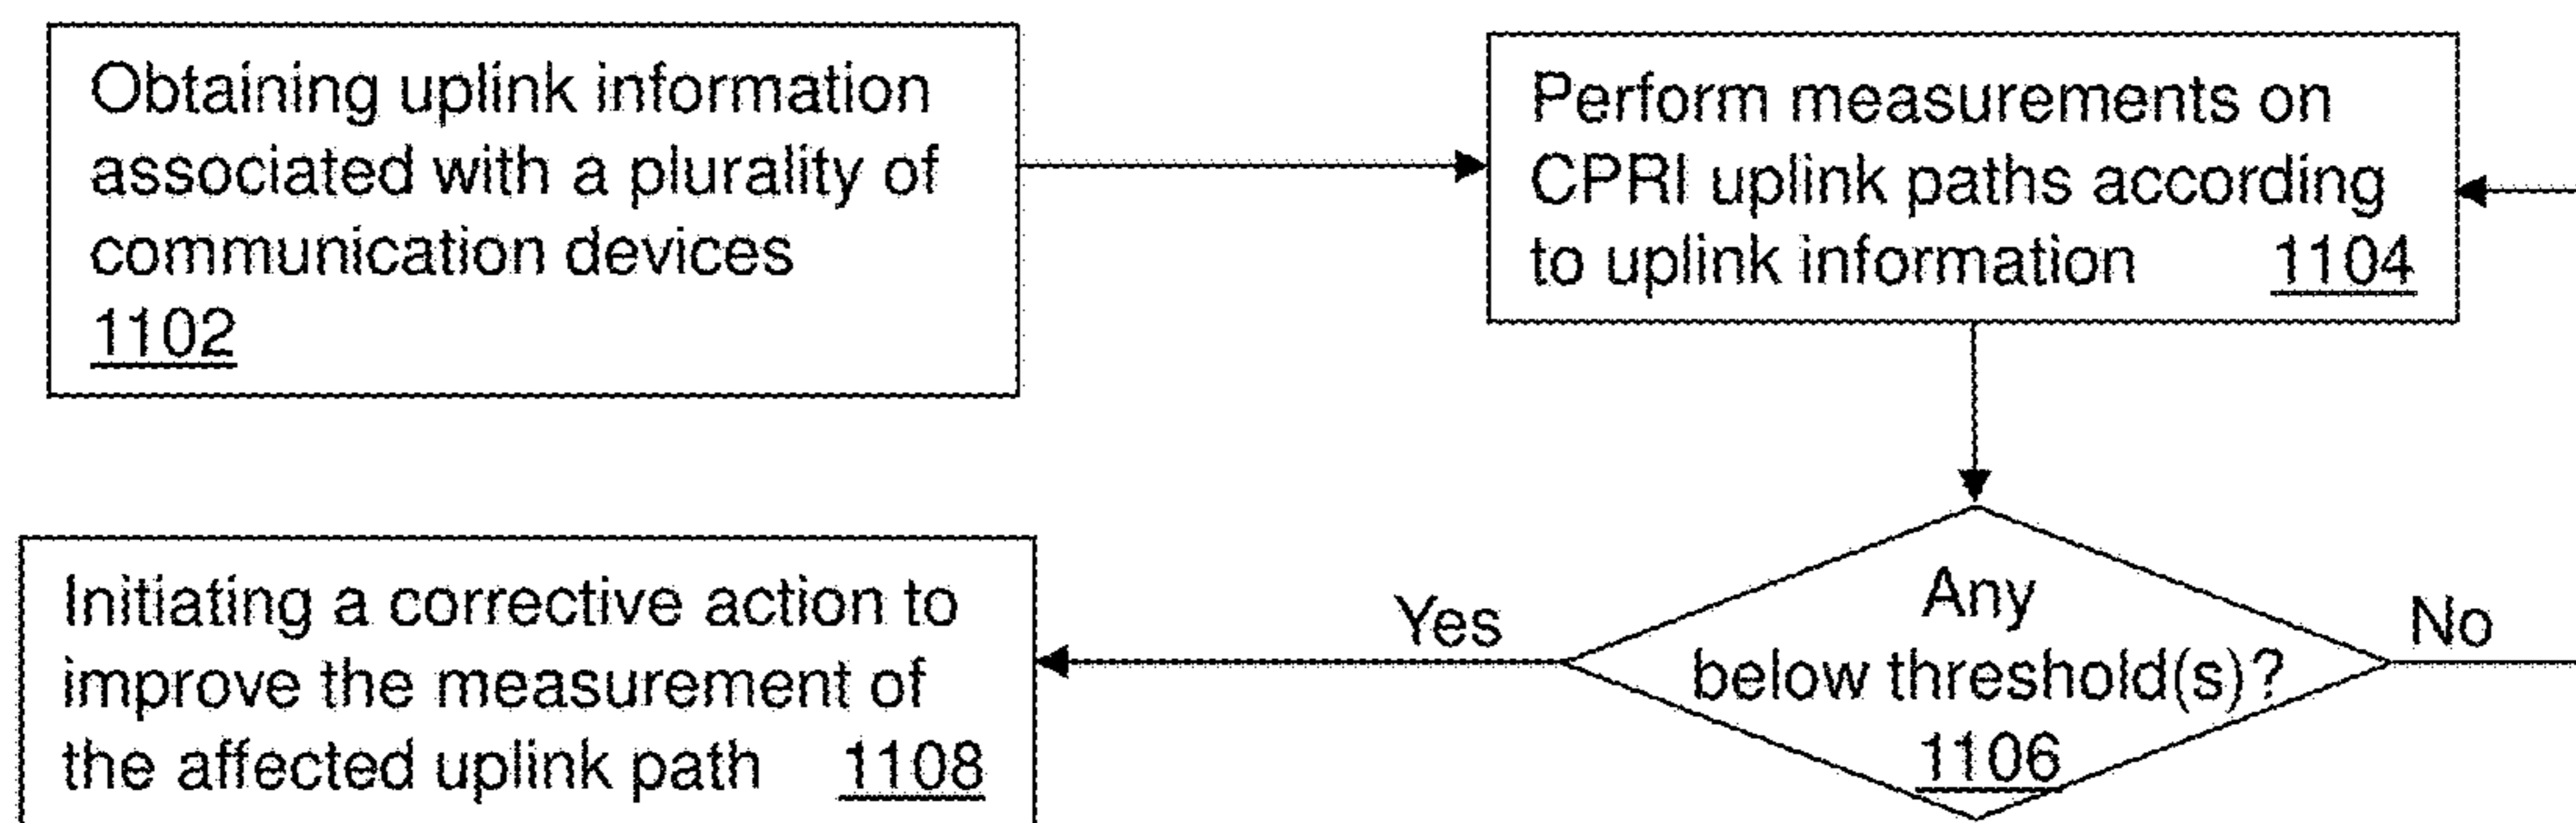 Obtaining uplink information
associated with a plurality of
communication devices
1102
Perform measurements on
CPRI uplink paths according
to uplink information 1104
Any
below threshold(s)?
1106
Yes
No
Initiating a corrective action to
improve the measurement of
the affected uplink path 1108